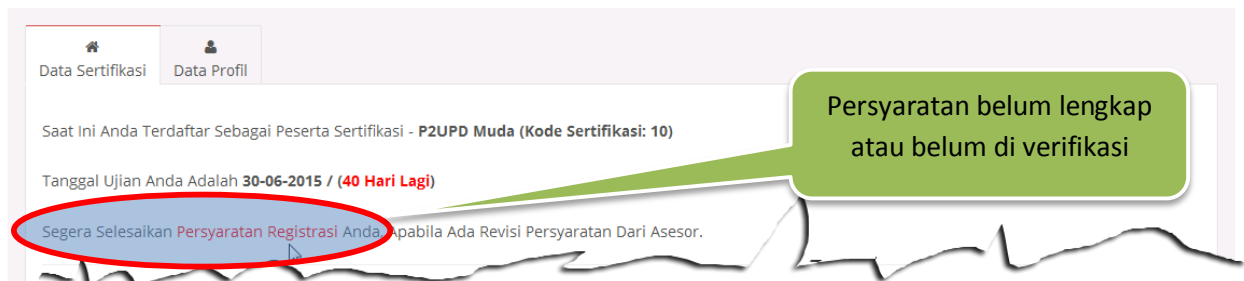 Data Sertifikasi
Data Profil
Persyaratan belum lengkap
atau belum di verifikasi
Saat Ini Anda Terdaftar Sebagai Peserta Sertifikasi - P2UPD Muda (Kode Sertifikasi: 10)
Tanggal Ujian Anda Adalah 30-06-2015 / (40 Hari Lagi)
Segera Selesaikan Persyaratan Registrasi Anda, Apabila Ada Revisi Persyaratan Dari Asesor.